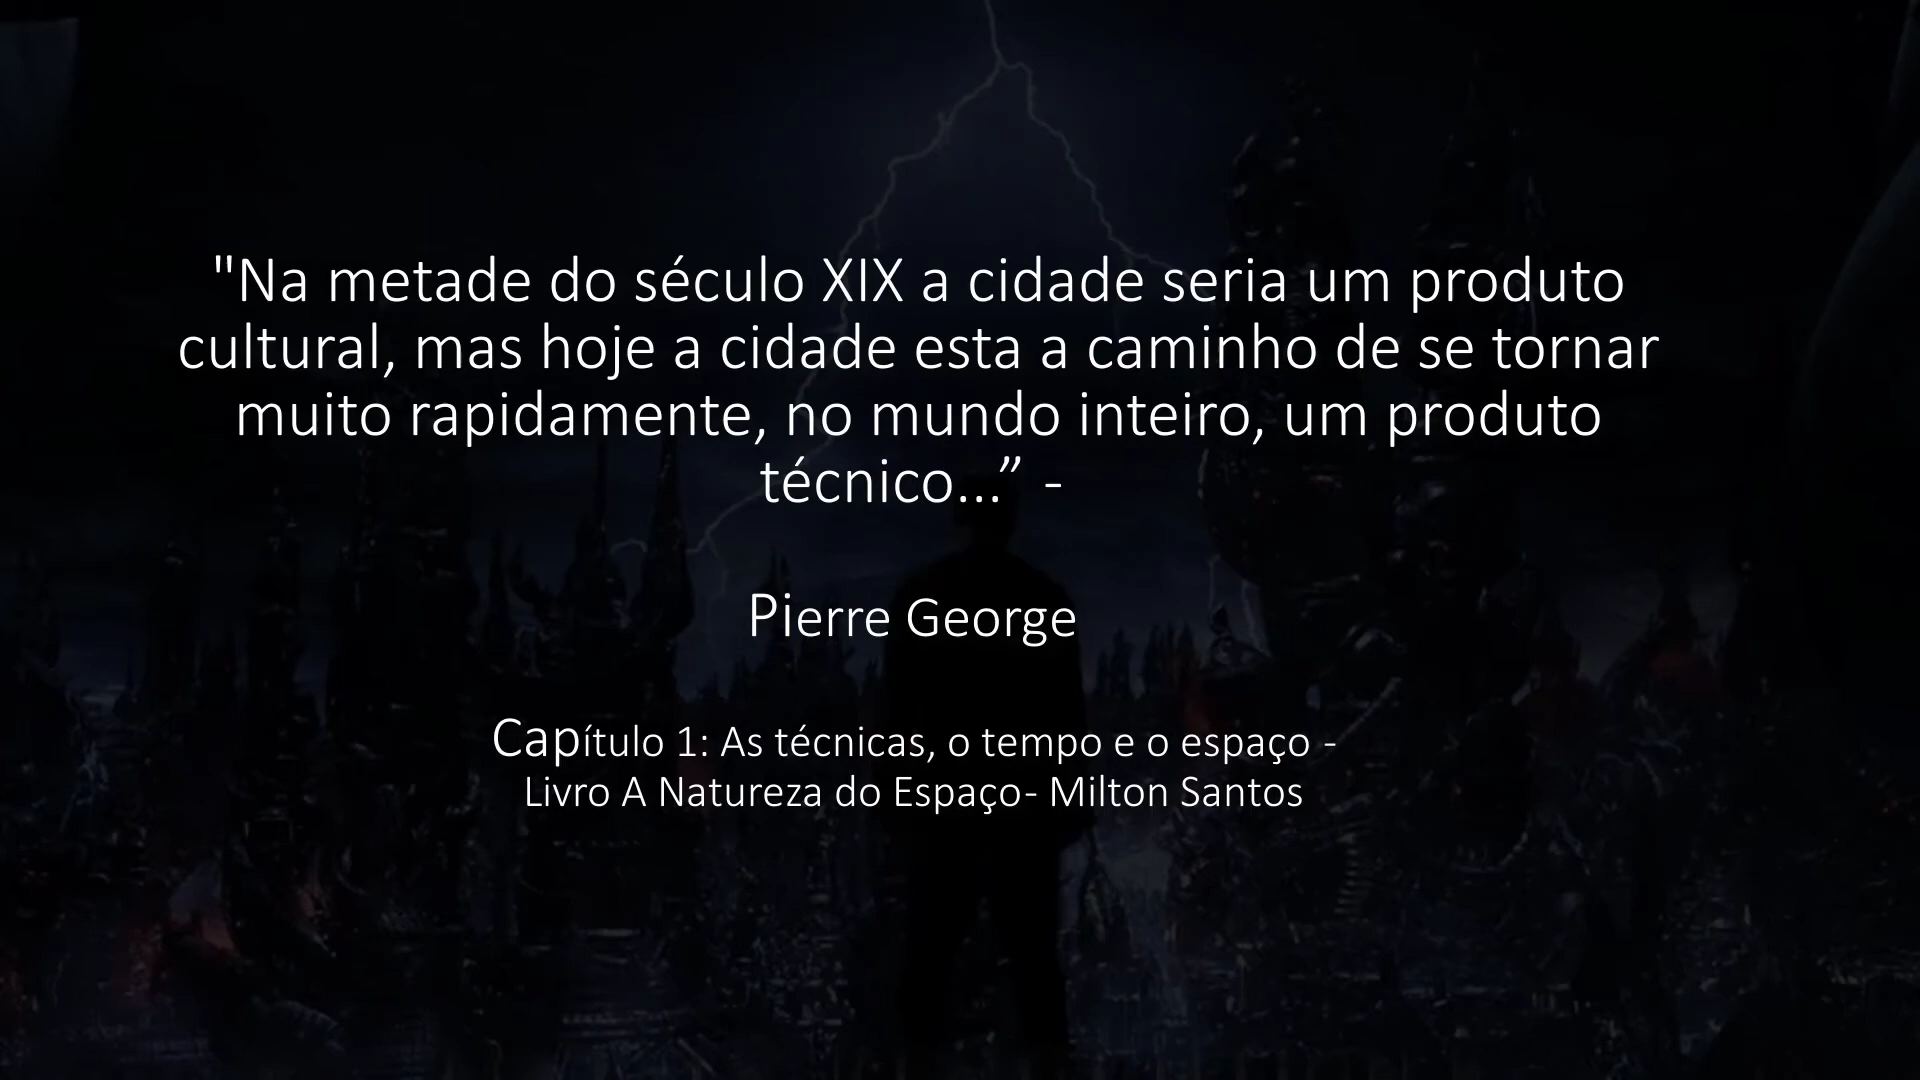 "Na metade do século XIX a cidade seria um produto
cultural, mas hoje a cidade esta a caminho de se tornar
muito rapidamente, no mundo inteiro, um produto
técnico...” -
Pierre George
Capítulo 1: As técnicas, o tempo e o espaço -
Livro A Natureza do Espaço- Milton Santos